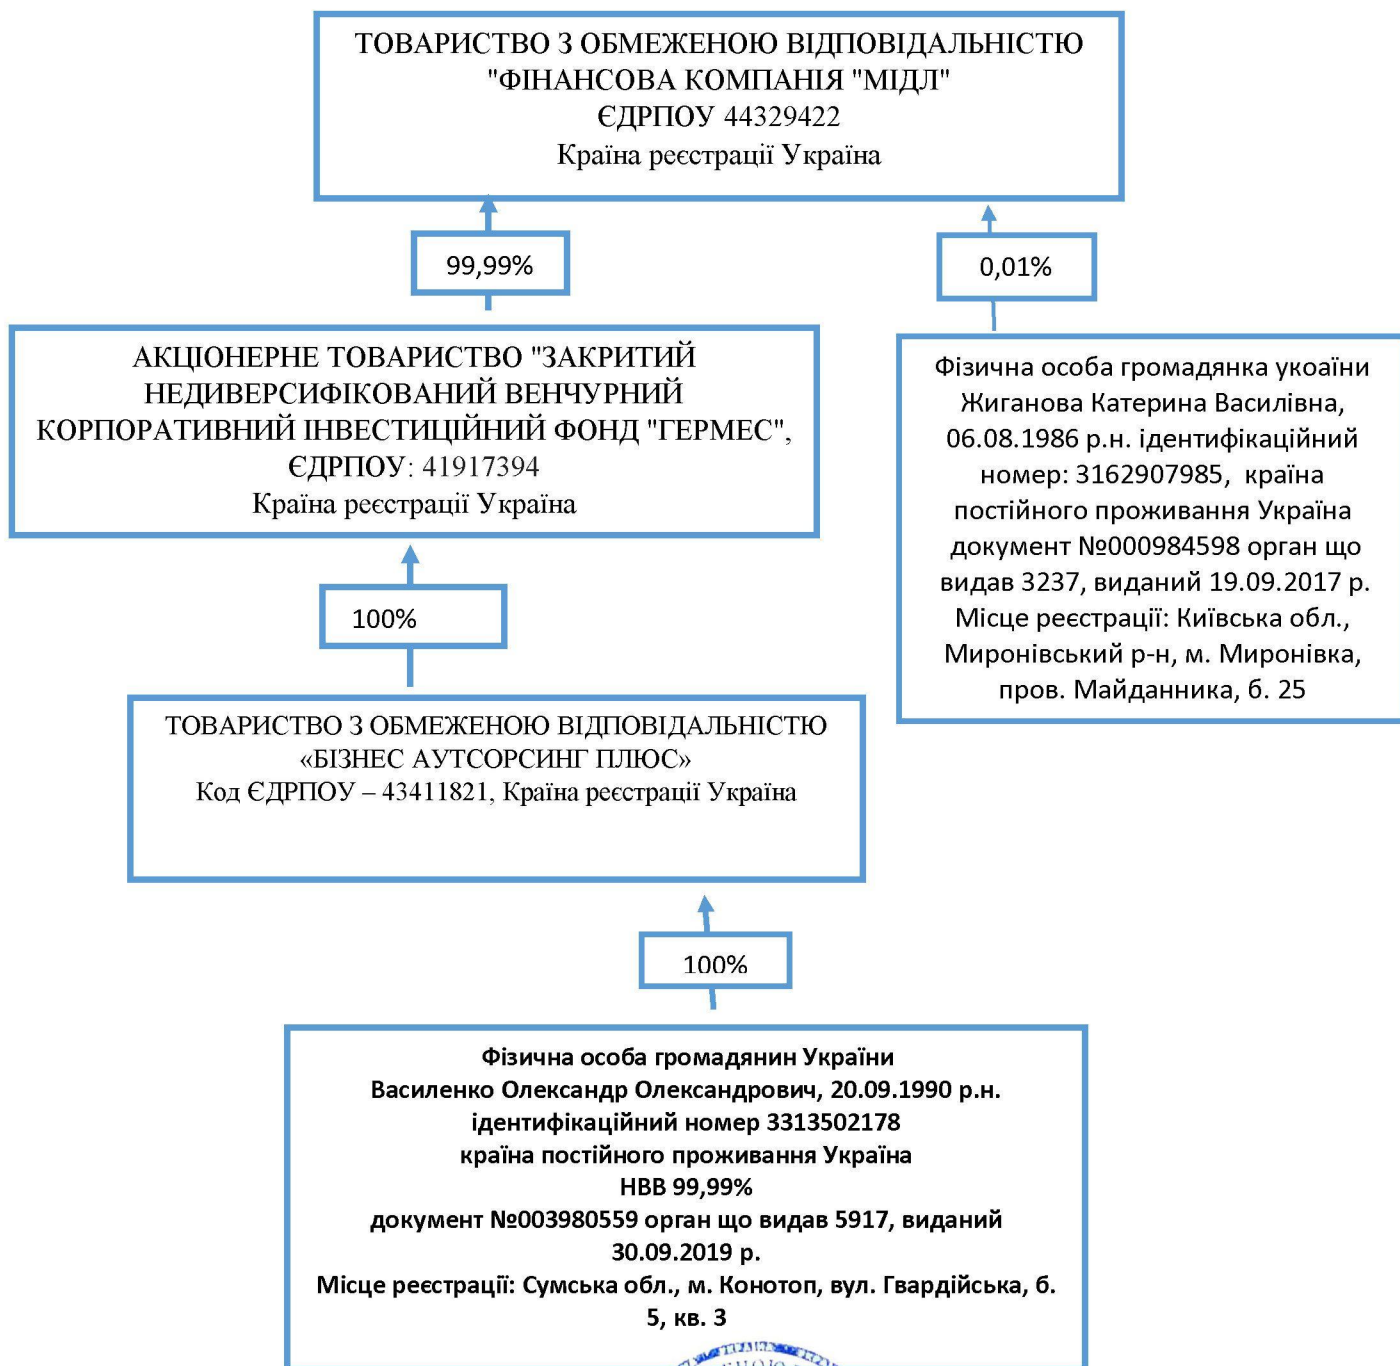 ТОВАРИСТВО З ОБМЕЖЕНОЮ ВІДПОВІДАЛЬНІСТЮ
"ФІНАНСОВА КОМПАНІЯ "МІДЛ"
ЄДРПОУ 44329422
Країна реєстрації Україна
99,99%
0,01%
АКЦІОНЕРНЕ ТОВАРИСТВО "ЗАКРИТИЙ
НЕДИВЕРСИФІКОВАНИЙ ВЕНЧУРНИЙ
КОРПОРАТИВНИЙ ІНВЕСТИЦІЙНИЙ ФОНД "ГЕРМЕС",
ЄДРПОУ: 41917394
Країна реєстрації Україна
Фізична особа громадянка укоаїни
Жиганова Катерина Василівна,
06.08.1986 р.н. ідентифікаційний
номер: 3162907985, країна
постійного проживання Україна
документ №000984598 орган що
видав 3237, виданий 19.09.2017 р.
Місце реєстрації: Київська обл.,
Миронівський р-н, м. Миронівка,
пров. Майданника, б. 25
100%
ТОВАРИСТВО З ОБМЕЖЕНОЮ ВІДПОВІДАЛЬНІСТЮ
«БІЗНЕС АУТСОРСИНГ ПЛЮС»
Код ЄДРПОУ – 43411821, Країна реєстрації Україна
100%
Фізична особа громадянин України
Василенко Олександр Олександрович, 20.09.1990 р.н.
ідентифікаційний номер 3313502178
країна постійного проживання Україна
НВВ 99,99%
документ №003980559 орган що видав 5917, виданий
30.09.2019 р.
Місце реєстрації: Сумська обл., м. Конотоп, вул. Гвардійська, б.
5, кв. 3